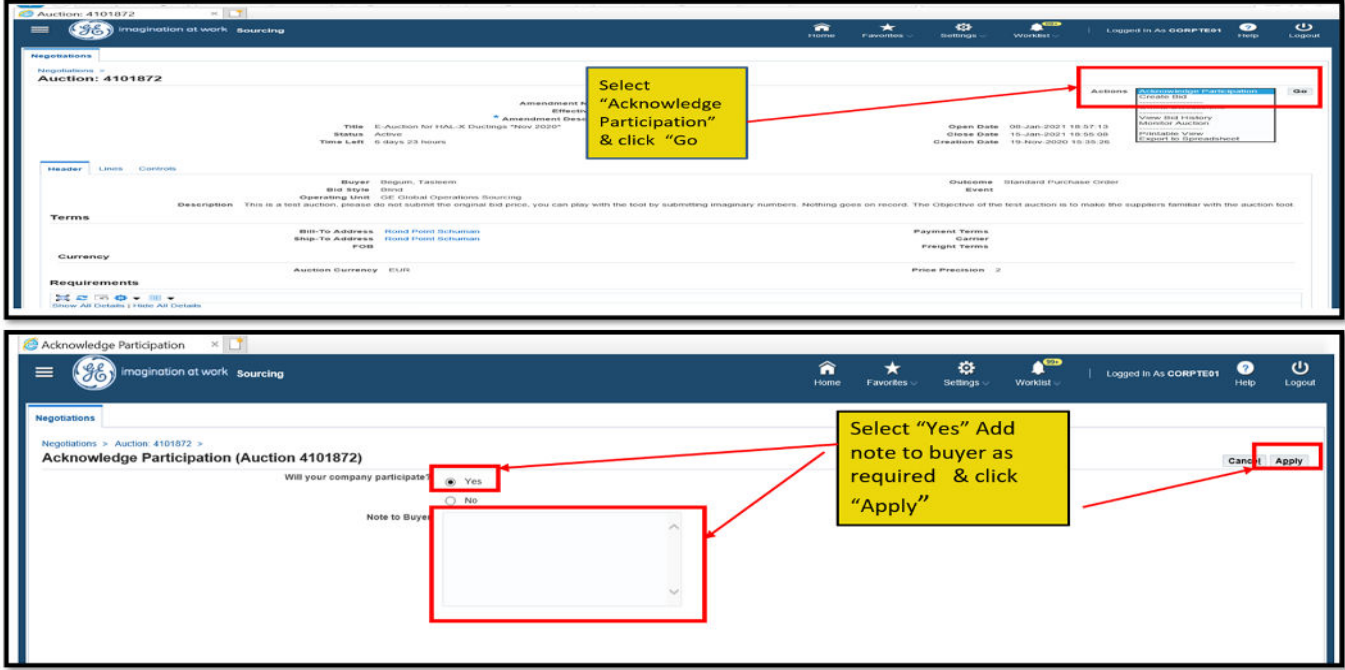 Auction: 4101872 ×
imagination at work Sourcing
Home Favorites Settings Worklist 99+ Logged In As CORPTE01 Help Logout
Negotiations
Negotiations >
Auction: 4101872
Actions Acknowledge Participation Go
Create Bid
View Bid History
Monitor Auction
Printable View
Export to Spreadsheet
Select
“Acknowledge
Participation”
& click “Go
Amendment
Effectiv
* Amendment Desc
Title E-Auction for HAL-X Ductings "Nov 2020"
Status Active
Time Left 6 days 23 hours
Open Date 08-Jan-2021 18:57:13
Close Date 15-Jan-2021 18:55:08
Creation Date 19-Nov-2020 15:35:26
Header Lines Controls
Buyer Begum, Tasleem
Bid Style Blind
Operating Unit GE Global Operations Sourcing
Outcome Standard Purchase Order
Event
Description This is a test auction, please do not submit the original bid price, you can play with the tool by submitting imaginary numbers. Nothing goes on record. The Objective of the test auction is to make the suppliers familiar with the auction tool.
Terms
Bill-To Address Rond Point Schuman
Ship-To Address Rond Point Schuman
FOB
Payment Terms
Carrier
Freight Terms
Currency
Auction Currency EUR
Price Precision 2
Requirements
Show All Details | Hide All Details
Acknowledge Participation ×
imagination at work Sourcing
Home Favorites Settings Worklist 99+ Logged In As CORPTE01 Help Logout
Negotiations
Negotiations > Auction: 4101872 >
Acknowledge Participation (Auction 4101872)
Cancel Apply
Will your company participate? Yes
No
Note to Buyer
Select “Yes” Add
note to buyer as
required & click
“Apply”